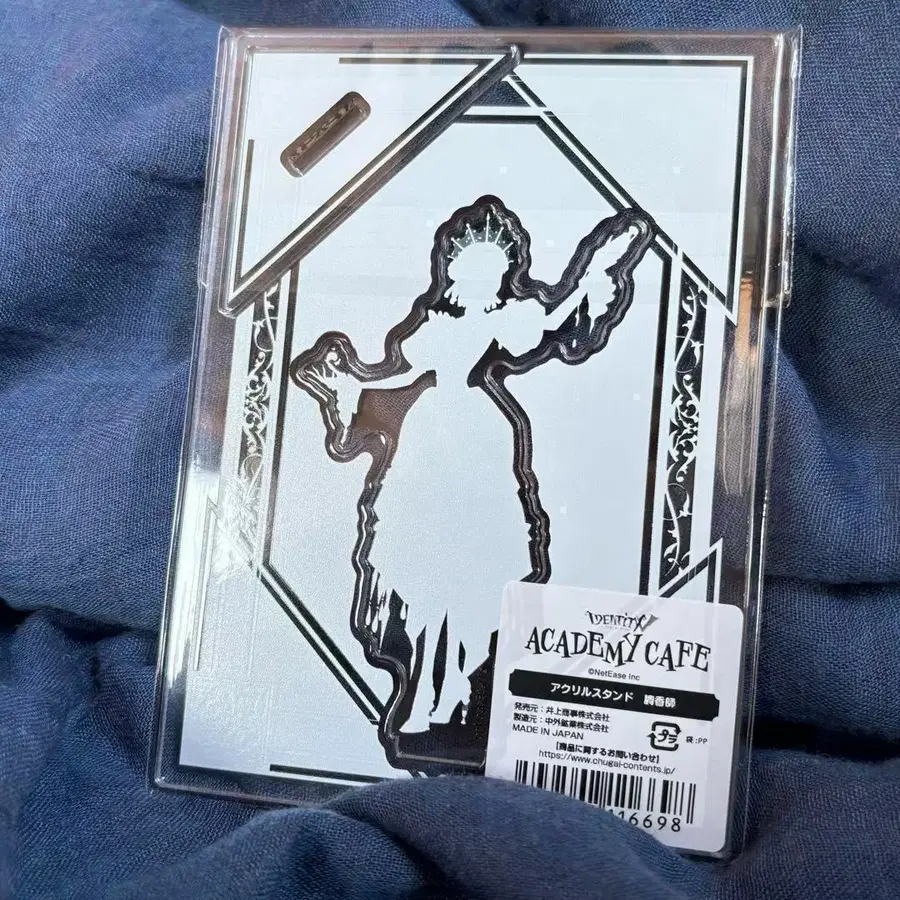 IDENTITY V
ACADEMY CAFE
©NetEase Inc
アクリルスタンド 調香師
発売元：井上商事株式会社
製造元：中外鉱業株式会社
MADE IN JAPAN
プラ
袋：PP
[商品に関するお問い合わせ]
https://www.chugai-contents.jp/
16698